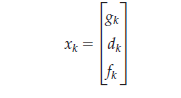 g_k
x_k = d_k
f_k